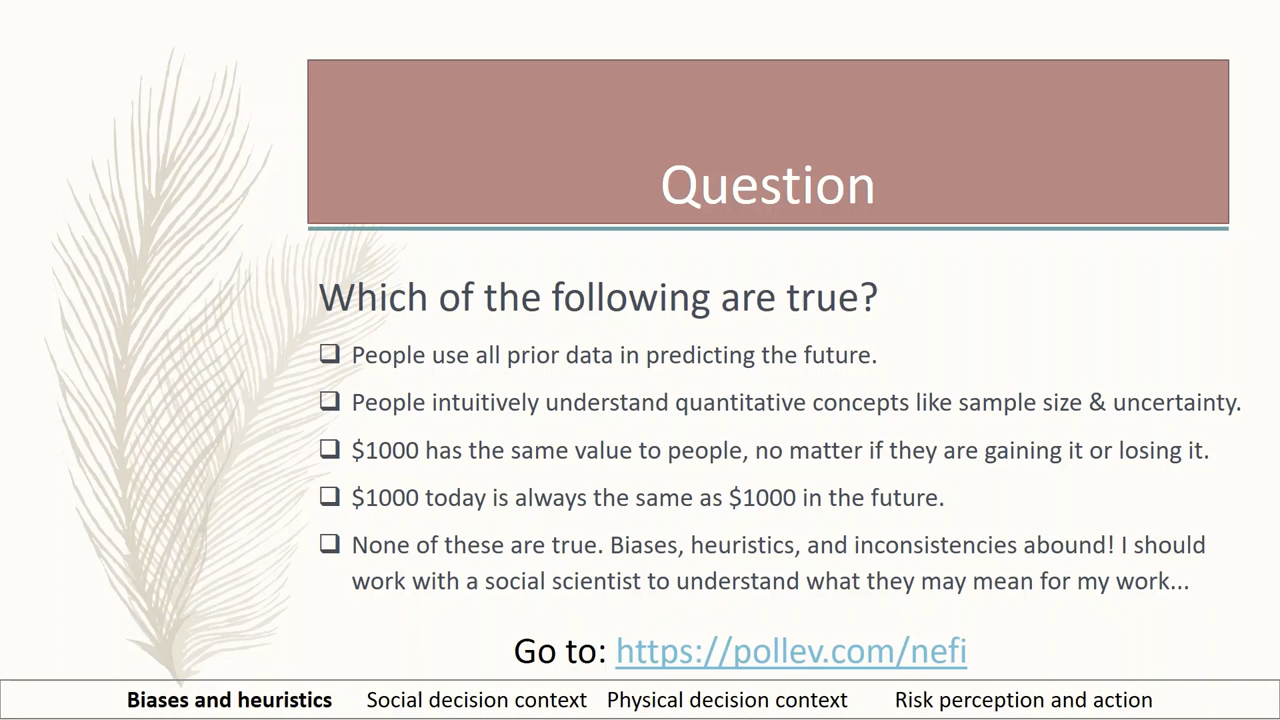 Question
Which of the following are true?
❑ People use all prior data in predicting the future.
❑ People intuitively understand quantitative concepts like sample size & uncertainty.
❑ $1000 has the same value to people, no matter if they are gaining it or losing it.
❑ $1000 today is always the same as $1000 in the future.
❑ None of these are true. Biases, heuristics, and inconsistencies abound! I should
work with a social scientist to understand what they may mean for my work...
Go to: https://pollev.com/nefi
Biases and heuristics Social decision context Physical decision context Risk perception and action